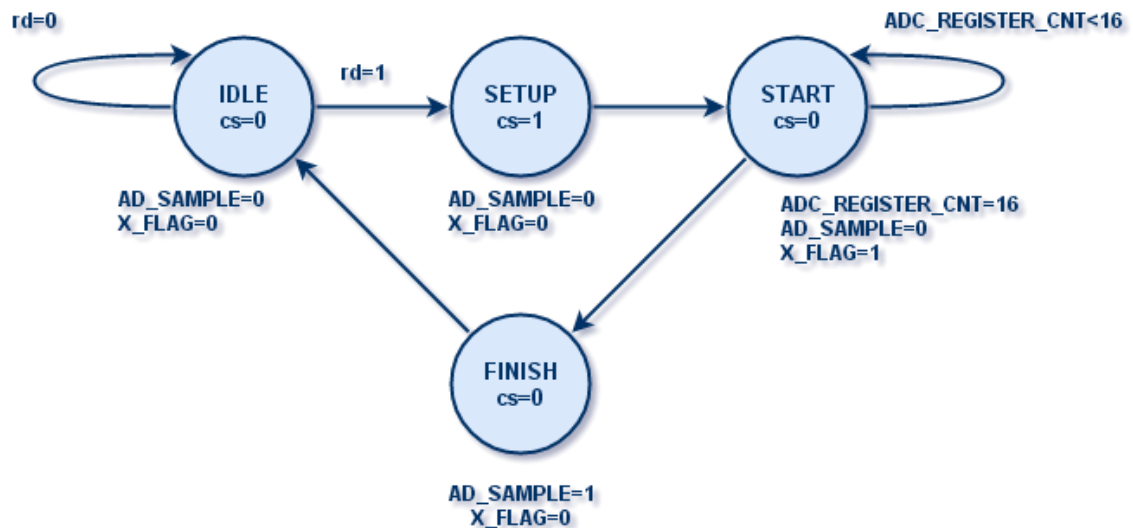 rd=0
ADC_REGISTER_CNT<16
rd=1
IDLE
cs=0
SETUP
cs=1
START
cs=0
AD_SAMPLE=0
X_FLAG=0
AD_SAMPLE=0
X_FLAG=0
ADC_REGISTER_CNT=16
AD_SAMPLE=0
X_FLAG=1
FINISH
cs=0
AD_SAMPLE=1
X_FLAG=0